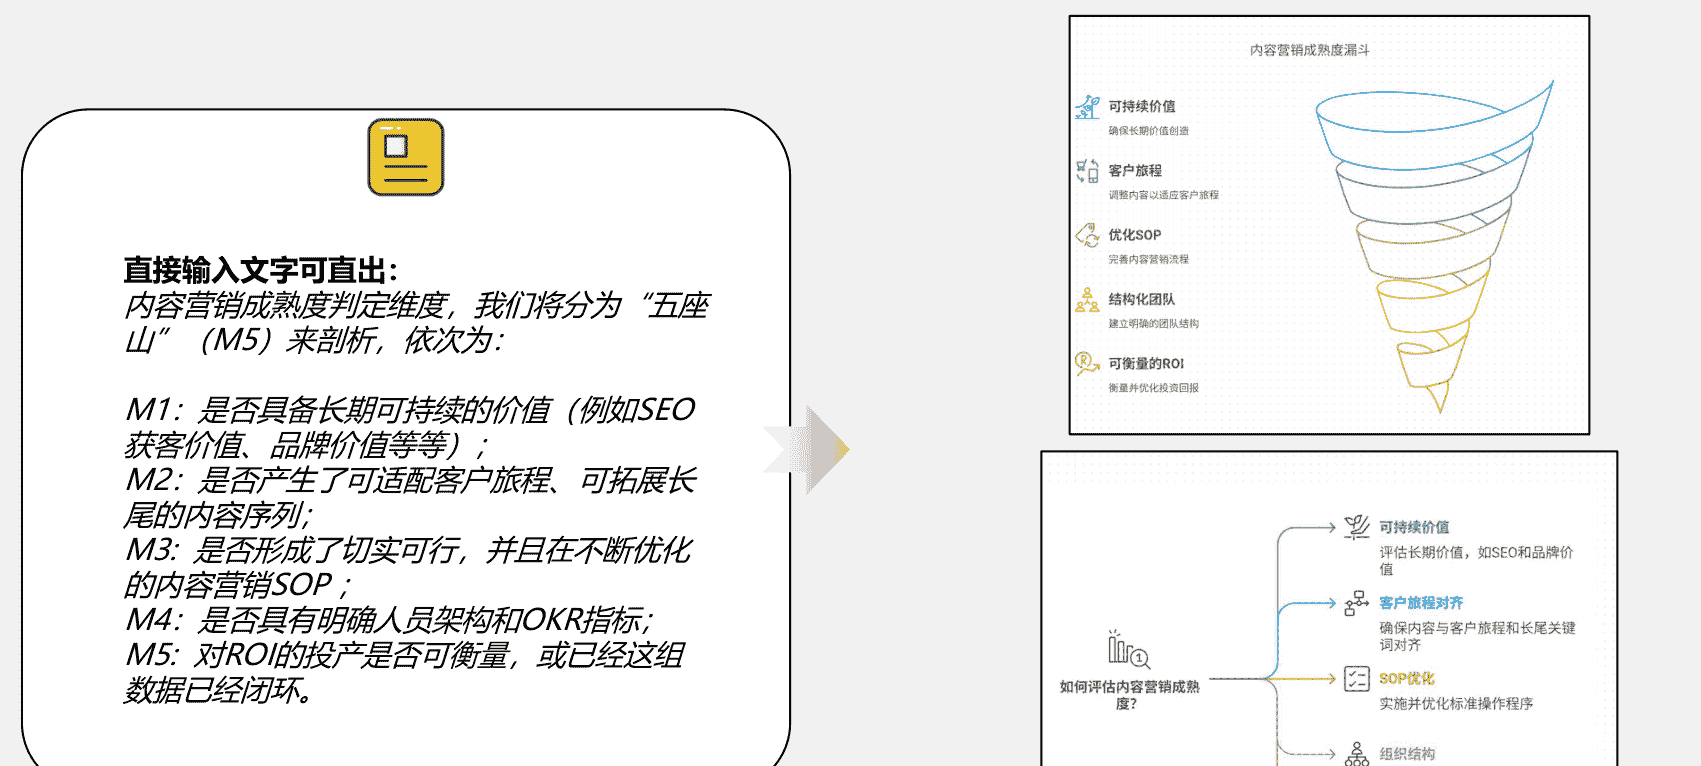 直接输入文字可直出：
内容营销成熟度判定维度，我们将分为“五座
山”（M5）来剖析，依次为：
M1：是否具备长期可持续的价值（例如SEO
获客价值、品牌价值等等）；
M2：是否产生了可适配客户旅程、可拓展长
尾的内容序列；
M3：是否形成了切实可行，并且在不断优化
的内容营销SOP；
M4：是否具有明确人员架构和OKR指标；
M5：对ROI的投产是否可衡量，或已经这组
数据已经闭环。
内容营销成熟度漏斗
可持续价值
确保长期价值创造
客户旅程
调整内容以适应客户旅程
优化SOP
完善内容营销流程
结构化团队
建立明确的团队结构
R
可衡量的ROI
衡量并优化投资回报
1
如何评估内容营销成熟
度？
可持续价值
评估长期价值，如SEO和品牌价
值
客户旅程对齐
确保内容与客户旅程和长尾关键
词对齐
SOP优化
实施并优化标准操作程序
组织结构